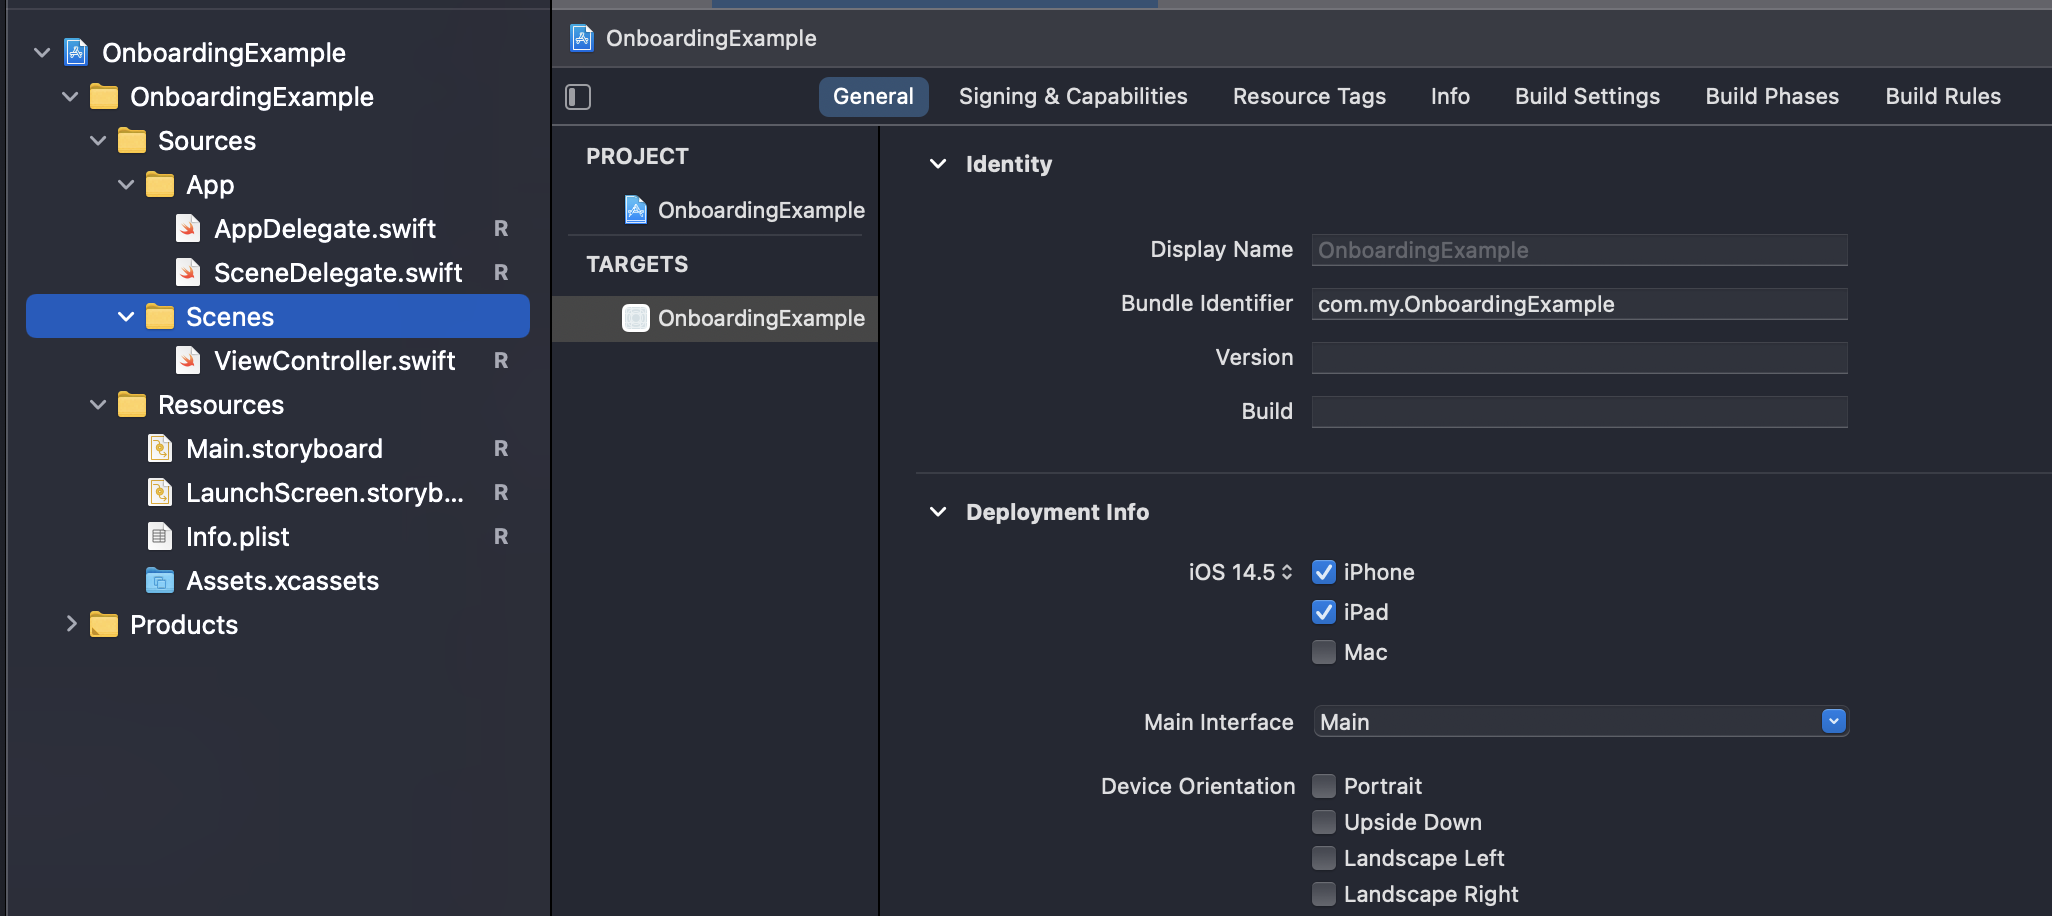 OnboardingExample
OnboardingExample
Sources
App
AppDelegate.swift R
SceneDelegate.swift R
Scenes
ViewController.swift R
Resources
Main.storyboard R
LaunchScreen.storyb... R
Info.plist R
Assets.xcassets
Products
OnboardingExample
General Signing & Capabilities Resource Tags Info Build Settings Build Phases Build Rules
PROJECT
OnboardingExample
TARGETS
OnboardingExample
Identity
Display Name OnboardingExample
Bundle Identifier com.my.OnboardingExample
Version
Build
Deployment Info
iOS 14.5 iPhone
iPad
Mac
Main Interface Main
Device Orientation Portrait
Upside Down
Landscape Left
Landscape Right